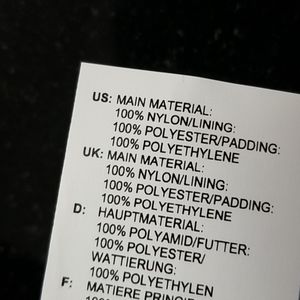 US: MAIN MATERIAL:
100% NYLON/LINING:
100% POLYESTER/PADDING:
100% POLYETHYLENE
UK: MAIN MATERIAL:
100% NYLON/LINING:
100% POLYESTER/PADDING:
100% POLYETHYLENE
D: HAUPTMATERIAL:
100% POLYAMID/FUTTER:
100% POLYESTER/
WATTIERUNG:
100% POLYETHYLEN
F: MATIERE